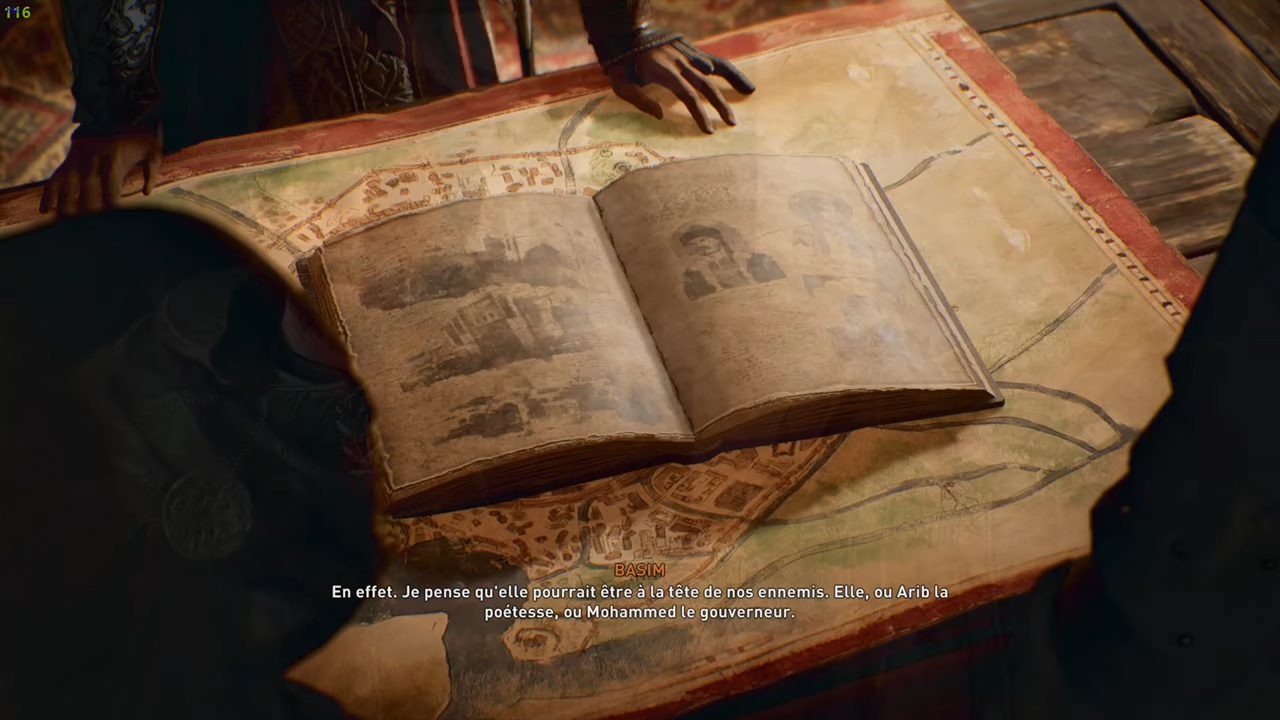 116
BASIM
En effet. Je pense qu'elle pourrait être à la tête de nos ennemis. Elle, ou Arib la
poétesse, ou Mohammed le gouverneur.